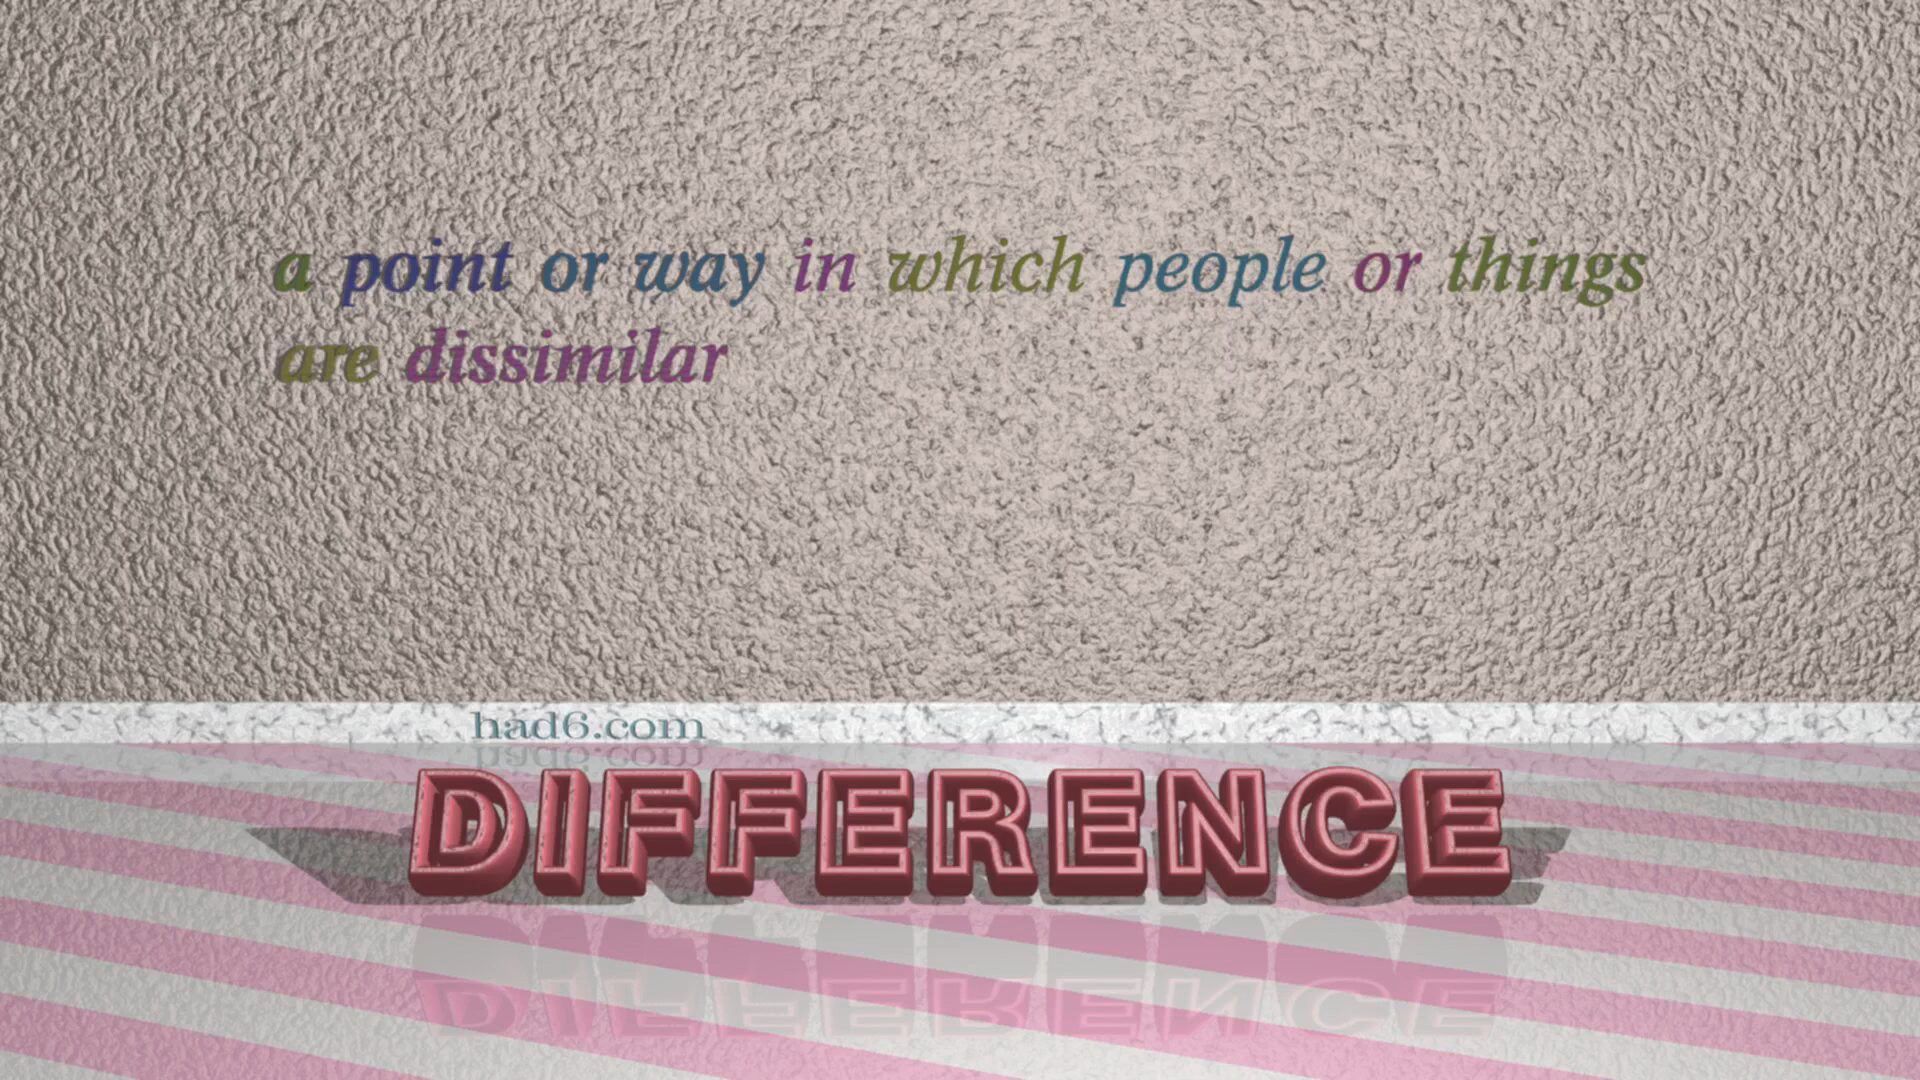 a point or way in which people or things
are dissimilar
had6.com
DIFFERENCE